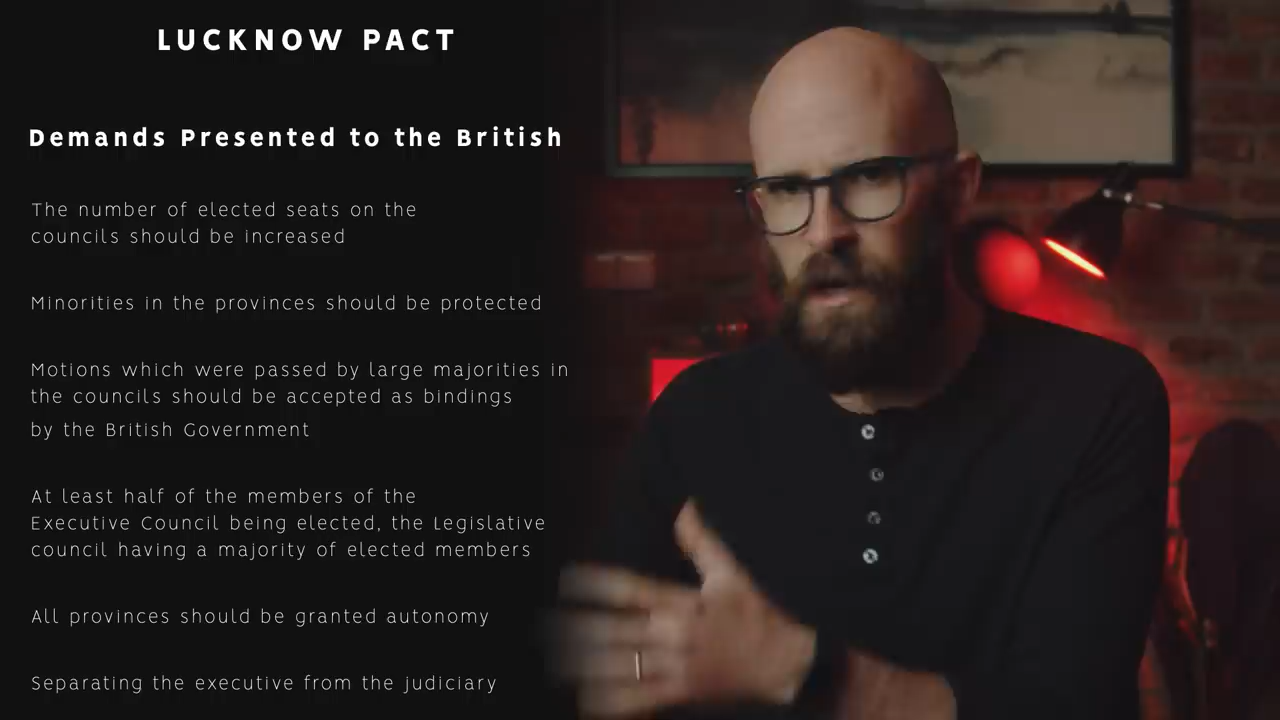 LUCKNOW PACT
Demands Presented to the British
The number of elected seats on the
councils should be increased
Minorities in the provinces should be protected
Motions which were passed by large majorities in
the councils should be accepted as bindings
by the British Government
At least half of the members of the
Executive Council being elected, the Legislative
council having a majority of elected members
All provinces should be granted autonomy
Separating the executive from the judiciary